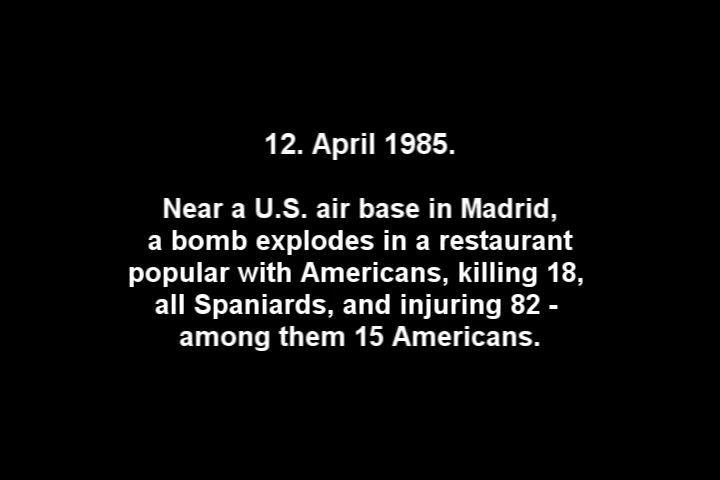 12. April 1985.
Near a U.S. air base in Madrid,
a bomb explodes in a restaurant
popular with Americans, killing 18,
all Spaniards, and injuring 82 -
among them 15 Americans.